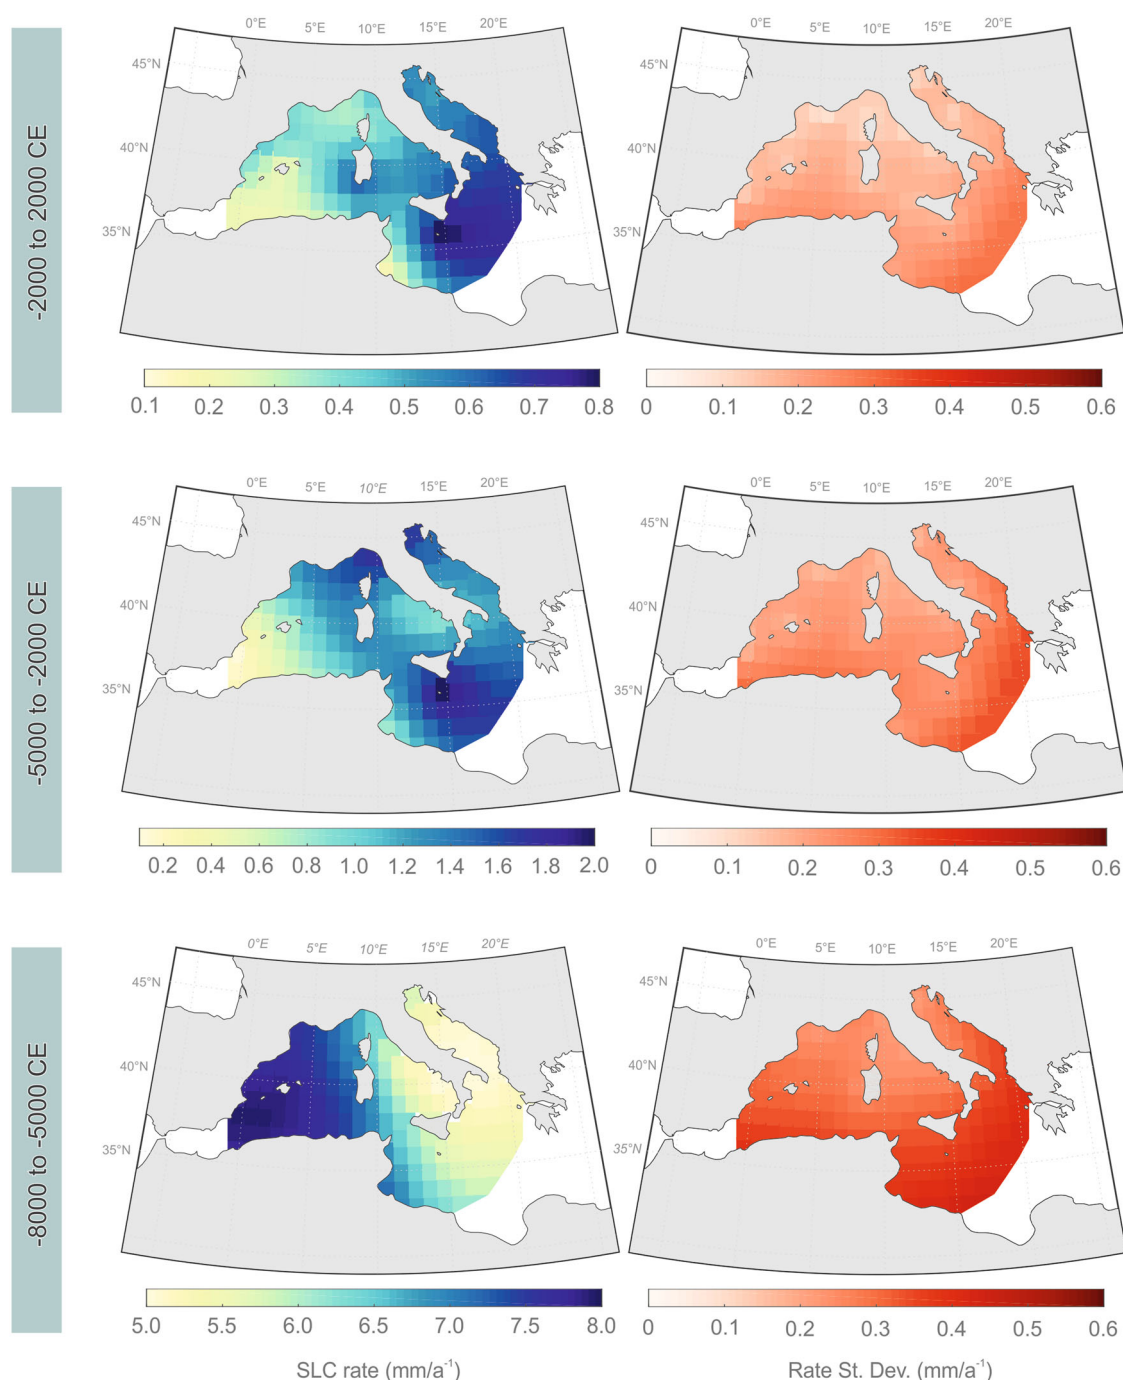 0°E 5°E 10°E 15°E 20°E
0°E 5°E 10°E 15°E 20°E
45°N
40°N
35°N
45°N
40°N
35°N
-2000 to 2000 CE
0.1 0.2 0.3 0.4 0.5 0.6 0.7 0.8
0 0.1 0.2 0.3 0.4 0.5 0.6
0°E 5°E 10°E 15°E 20°E
0°E 5°E 10°E 15°E 20°E
45°N
40°N
35°N
45°N
40°N
35°N
-5000 to -2000 CE
0.2 0.4 0.6 0.8 1.0 1.2 1.4 1.6 1.8 2.0
0 0.1 0.2 0.3 0.4 0.5 0.6
0°E 5°E 10°E 15°E 20°E
0°E 5°E 10°E 15°E 20°E
45°N
40°N
35°N
45°N
40°N
35°N
-8000 to -5000 CE
5.0 5.5 6.0 6.5 7.0 7.5 8.0
0 0.1 0.2 0.3 0.4 0.5 0.6
SLC rate (mm/a⁻¹)
Rate St. Dev. (mm/a⁻¹)